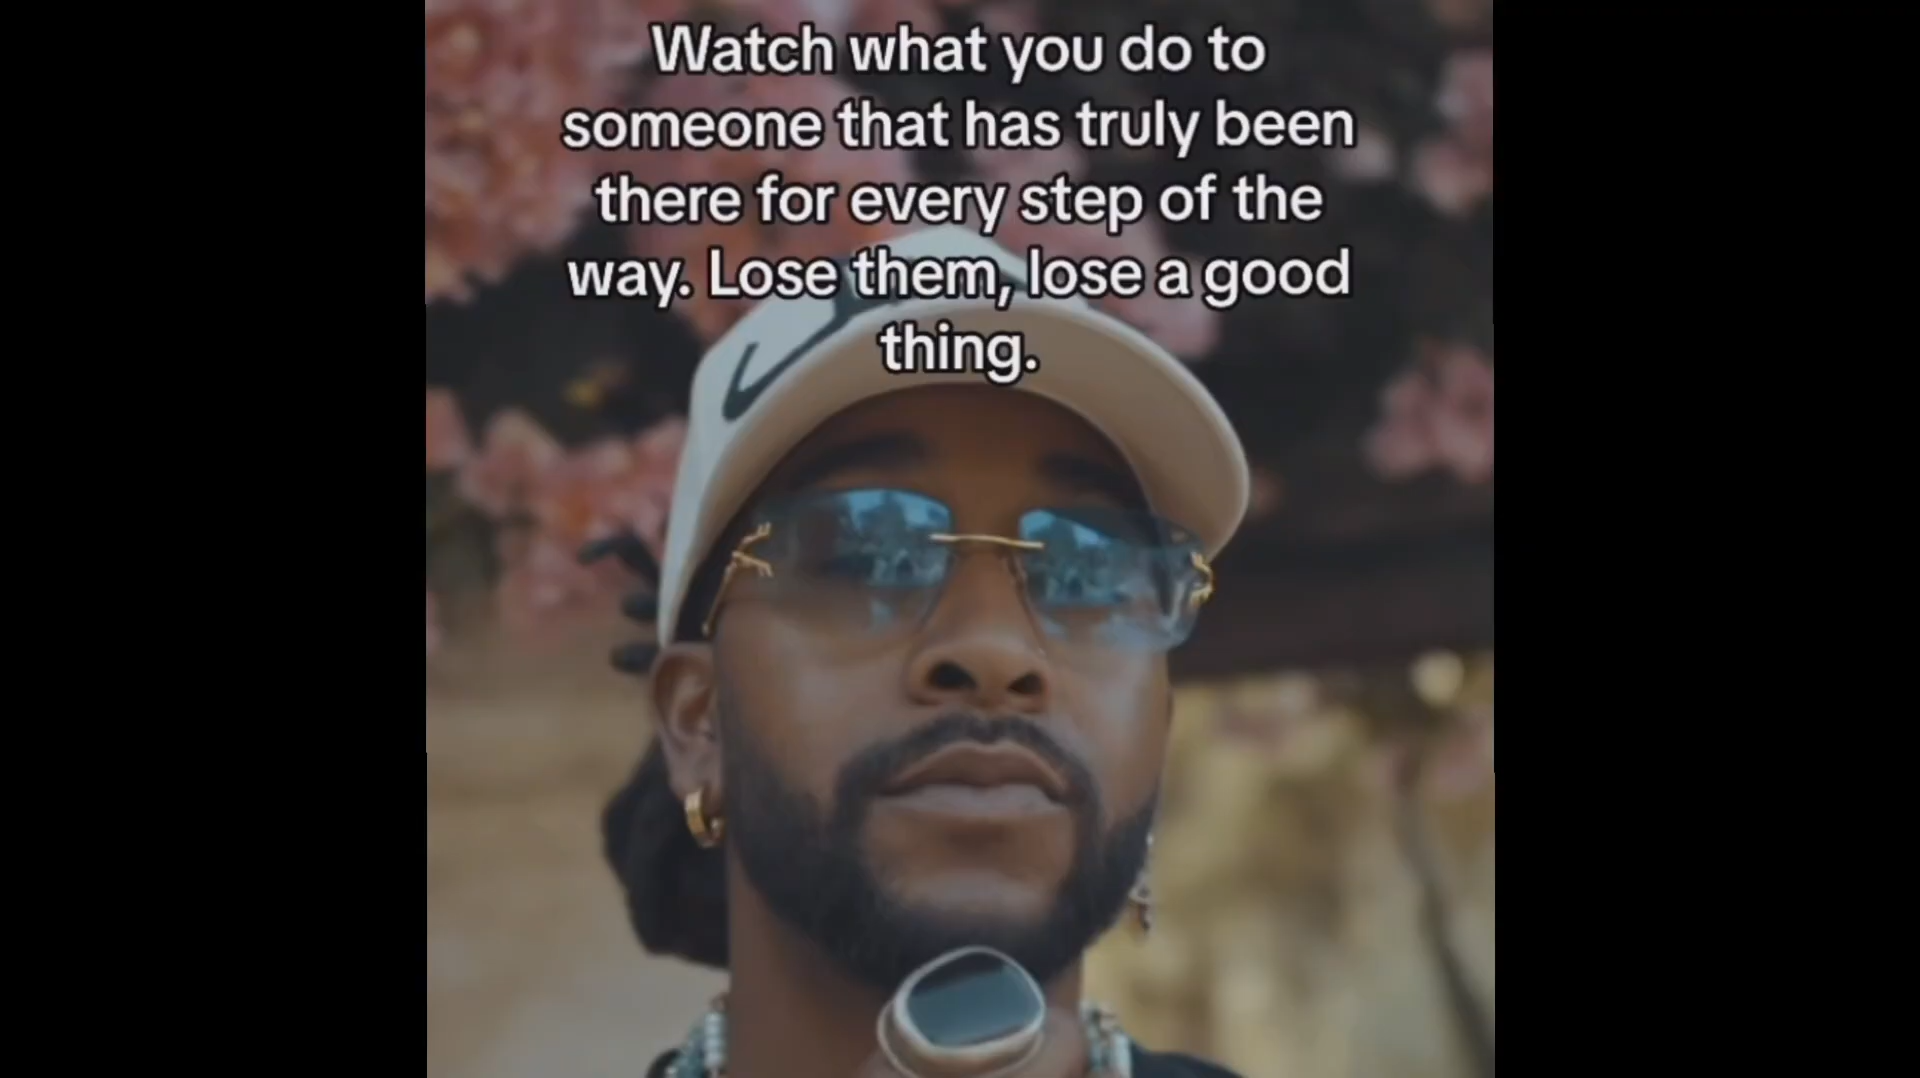 Watch what you do to
someone that has truly been
there for every step of the
way. Lose them, lose a good
thing.